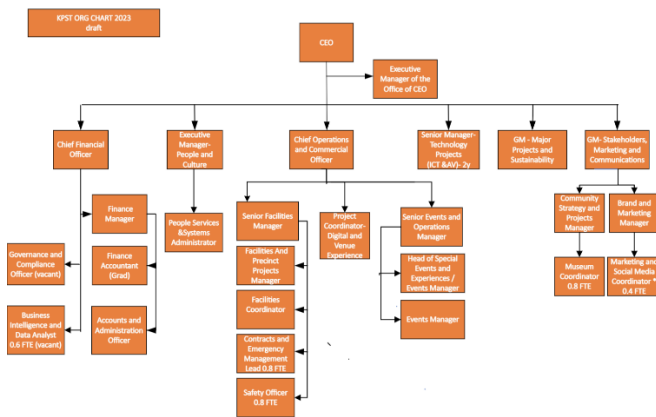 KPST ORG CHART 2023
draft
CEO
Executive
Manager of the
Office of CEO
Chief Financial
Officer
Executive
Manager-
People and
Culture
Chief Operations
and Commercial
Officer
Senior Manager-
Technology
Projects
(ICT &AV)- 2y
GM - Major
Projects and
Sustainability
GM- Stakeholders,
Marketing and
Communications
Finance
Manager
People Services
&Systems
Administrator
Senior Facilities
Manager
Project
Coordinator-
Digital and
Venue
Experience
Senior Events and
Operations
Manager
Community
Strategy and
Projects
Manager
Brand and
Marketing
Manager
Governance and
Compliance
Officer (vacant)
Finance
Accountant
(Grad)
Facilities And
Precinct
Projects
Manager
Head of Special
Events and
Experiences /
Events Manager
Museum
Coordinator
0.8 FTE
Marketing and
Social Media
Coordinator *
0.4 FTE
Business
Intelligence and
Data Analyst
0.6 FTE (vacant)
Accounts and
Administration
Officer
Facilities
Coordinator
Events Manager
Contracts and
Emergency
Management
Lead 0.8 FTE
Safety Officer
0.8 FTE